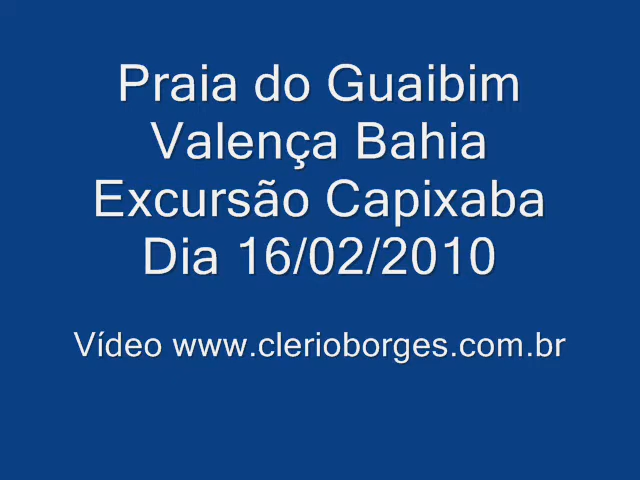 Praia do Guaibim
Valença Bahia
Excursão Capixaba
Dia 16/02/2010
Vídeo www.clerioborges.com.br